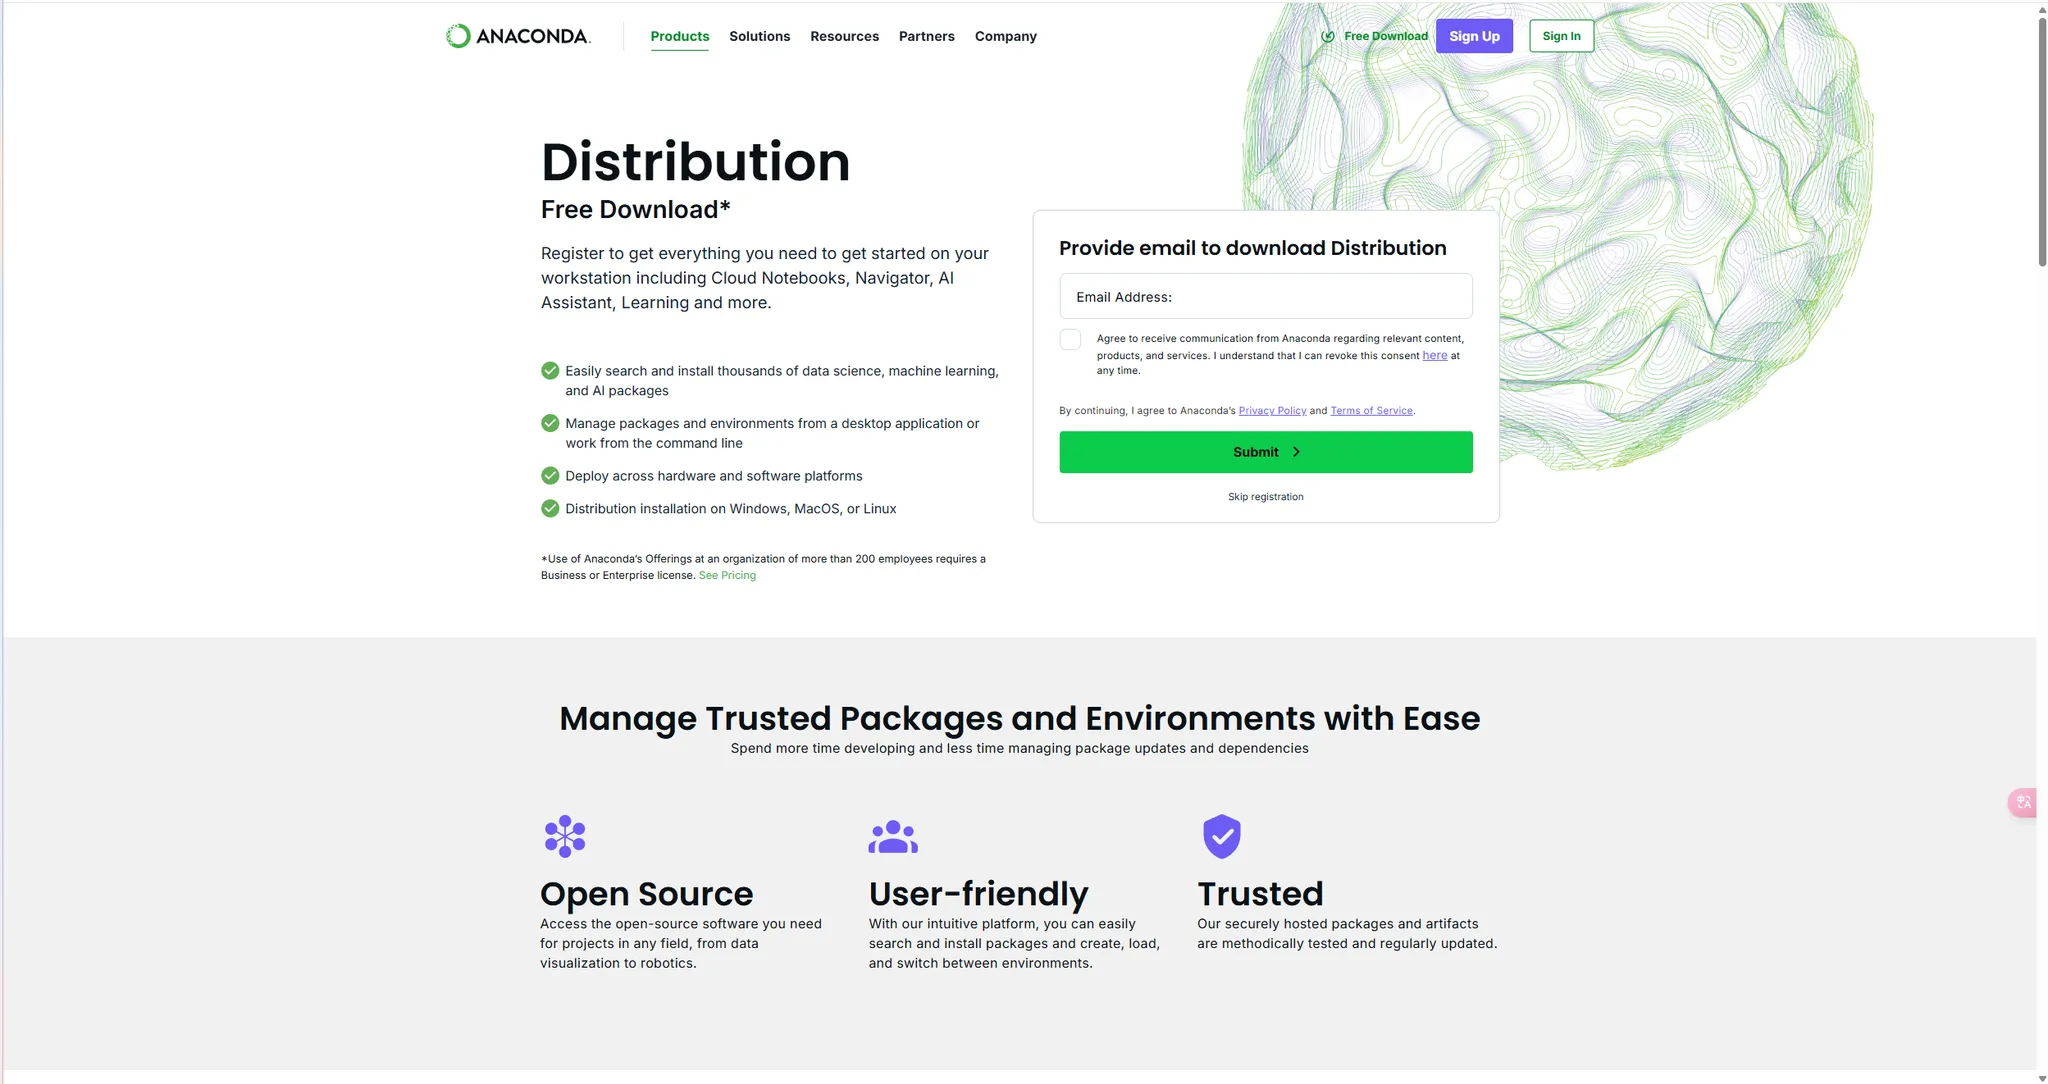 ANACONDA.
Products
Solutions
Resources
Partners
Company
Free Download
Sign Up
Sign In
Distribution
Free Download*
Register to get everything you need to get started on your
workstation including Cloud Notebooks, Navigator, AI
Assistant, Learning and more.
Easily search and install thousands of data science, machine learning,
and AI packages
Manage packages and environments from a desktop application or
work from the command line
Deploy across hardware and software platforms
Distribution installation on Windows, MacOS, or Linux
*Use of Anaconda’s Offerings at an organization of more than 200 employees requires a
Business or Enterprise license. See Pricing
Provide email to download Distribution
Email Address:
Agree to receive communication from Anaconda regarding relevant content,
products, and services. I understand that I can revoke this consent here at
any time.
By continuing, I agree to Anaconda’s Privacy Policy and Terms of Service.
Submit
Skip registration
Manage Trusted Packages and Environments with Ease
Spend more time developing and less time managing package updates and dependencies
Open Source
Access the open-source software you need
for projects in any field, from data
visualization to robotics.
User-friendly
With our intuitive platform, you can easily
search and install packages and create, load,
and switch between environments.
Trusted
Our securely hosted packages and artifacts
are methodically tested and regularly updated.